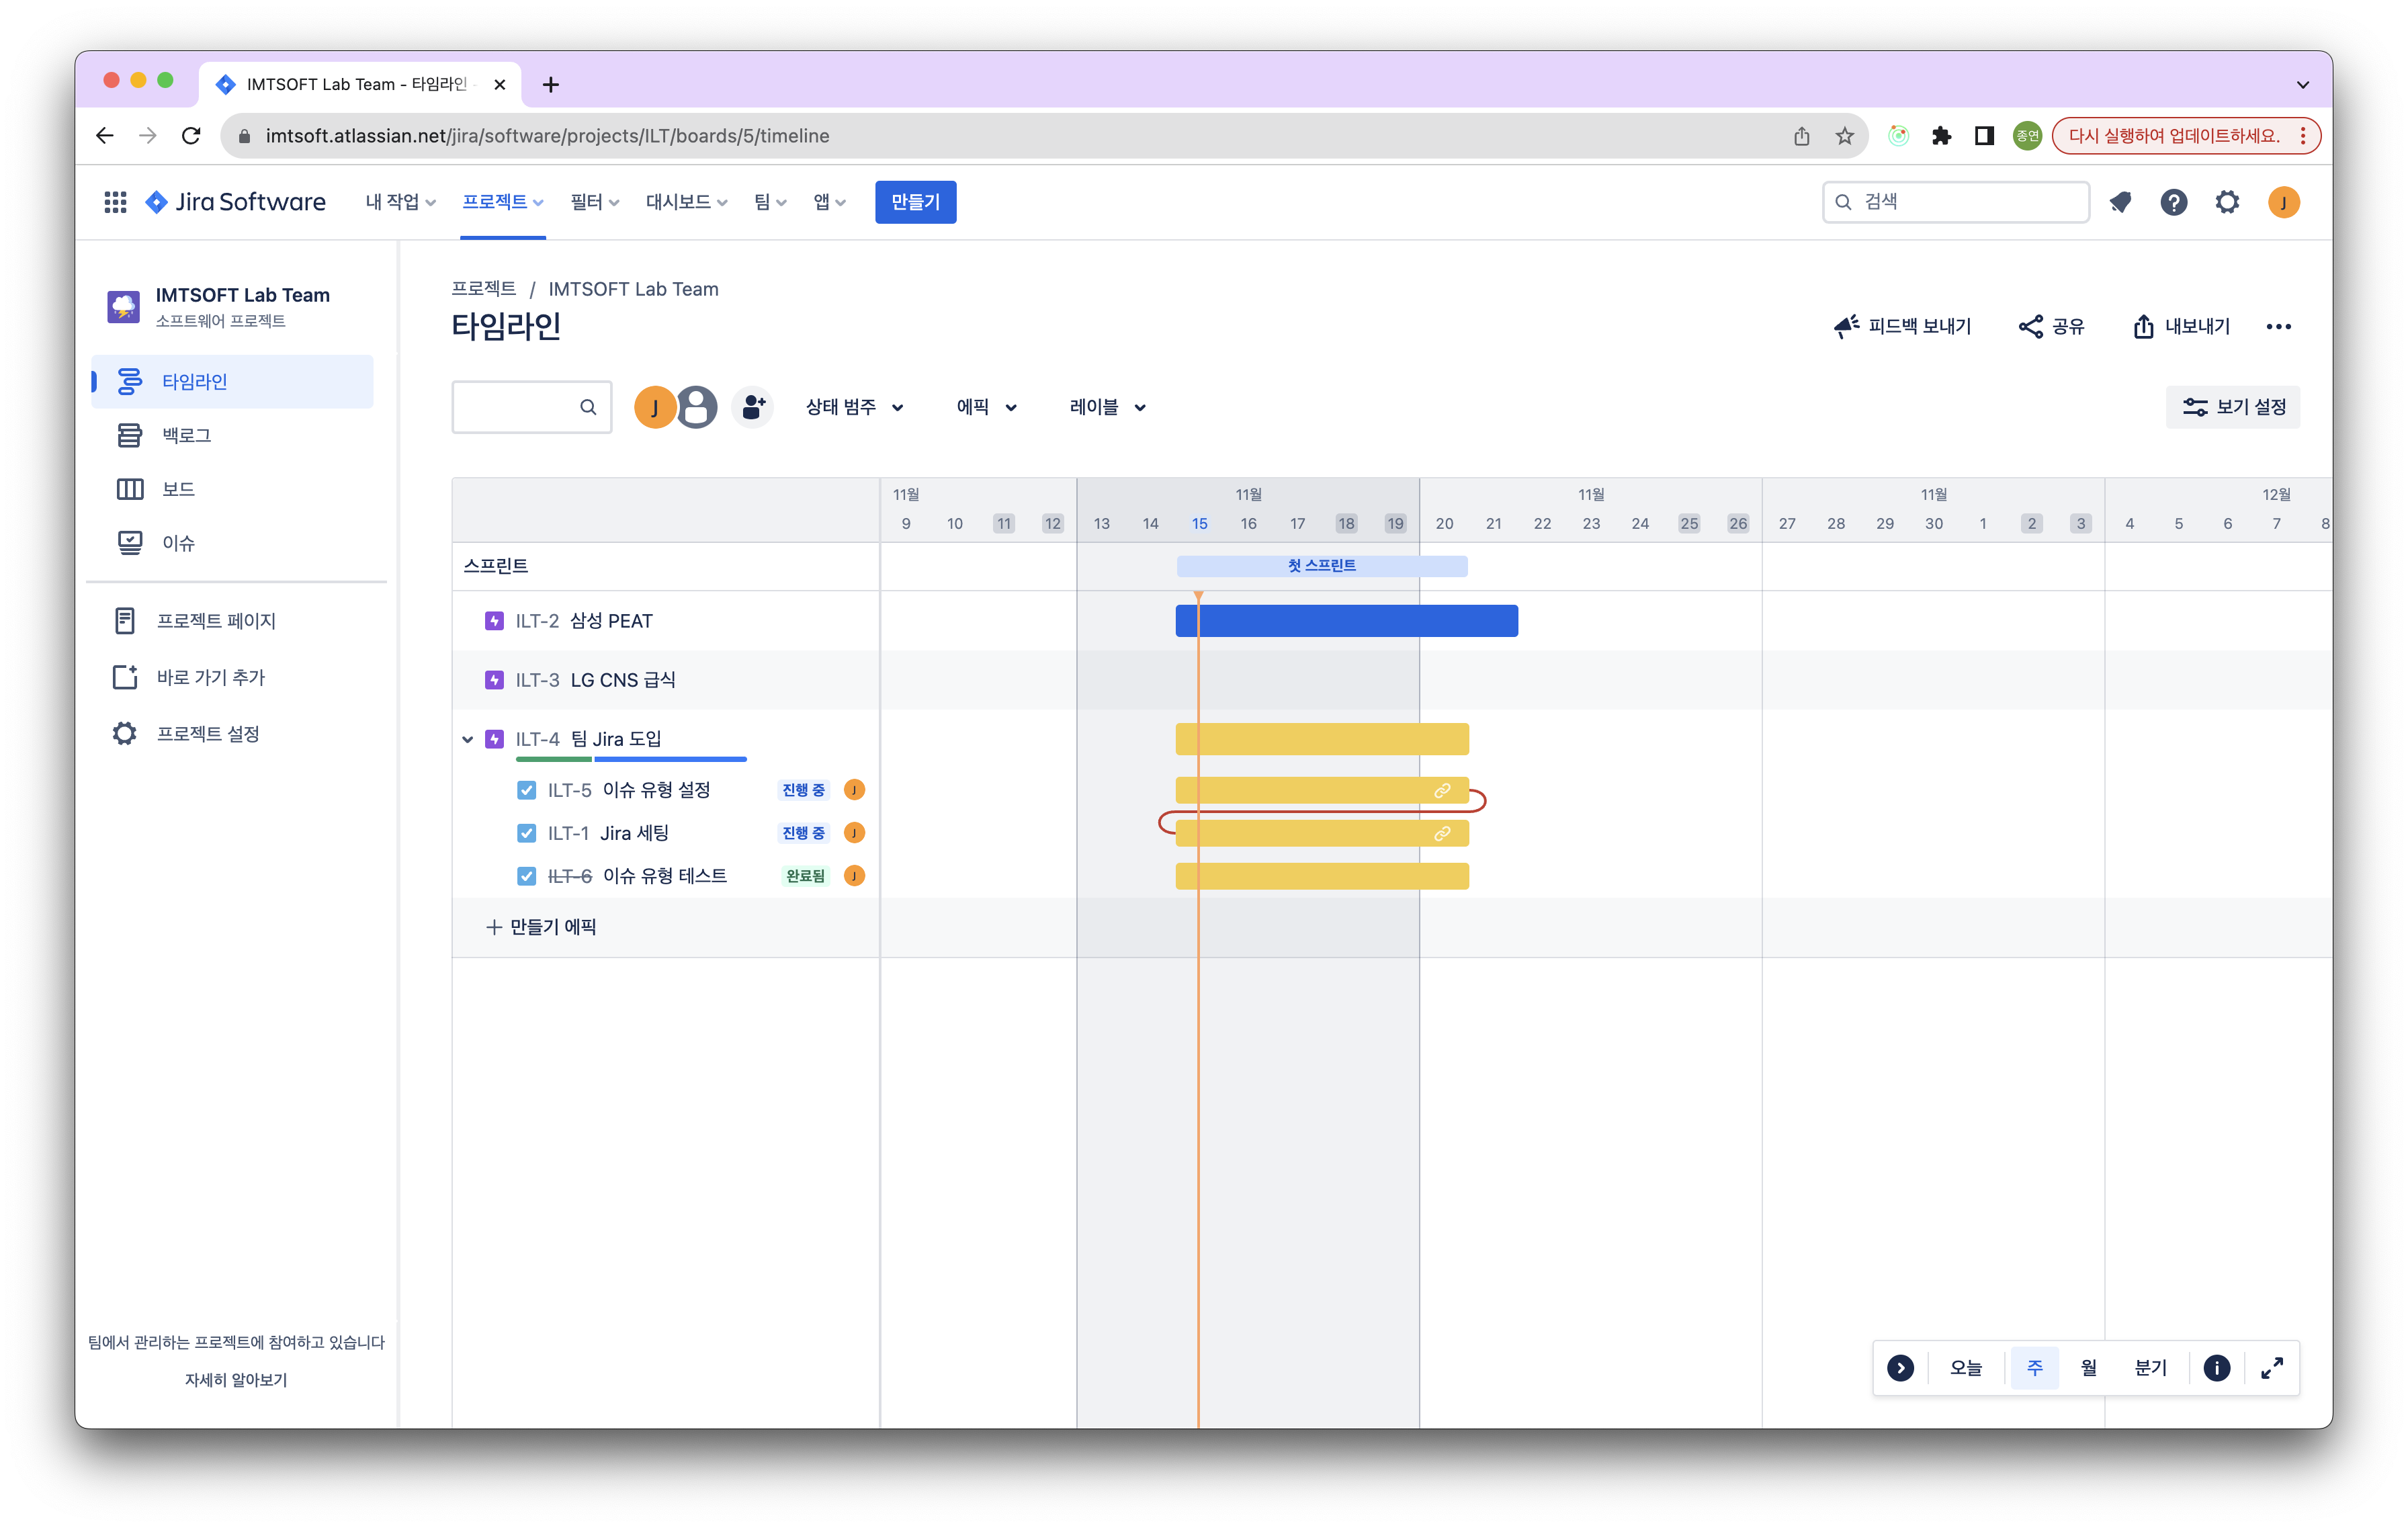 IMTSOFT Lab Team - 타임라인
imtsoft.atlassian.net/jira/software/projects/ILT/boards/5/timeline
종연
다시 실행하여 업데이트하세요.
Jira Software
내 작업
프로젝트
필터
대시보드
팀
앱
만들기
검색
J
IMTSOFT Lab Team
소프트웨어 프로젝트
타임라인
백로그
보드
이슈
프로젝트 페이지
바로 가기 추가
프로젝트 설정
팀에서 관리하는 프로젝트에 참여하고 있습니다
자세히 알아보기
프로젝트 / IMTSOFT Lab Team
타임라인
피드백 보내기
공유
내보내기
J
상태 범주
에픽
레이블
보기 설정
11월 11월 11월 11월 12월
9 10 11 12 13 14 15 16 17 18 19 20 21 22 23 24 25 26 27 28 29 30 1 2 3 4 5 6 7 8
스프린트
첫 스프린트
ILT-2 삼성 PEAT
ILT-3 LG CNS 급식
ILT-4 팀 Jira 도입
ILT-5 이슈 유형 설정 진행 중 J
ILT-1 Jira 세팅 진행 중 J
ILT-6 이슈 유형 테스트 완료됨 J
+ 만들기 에픽
오늘
주
월
분기